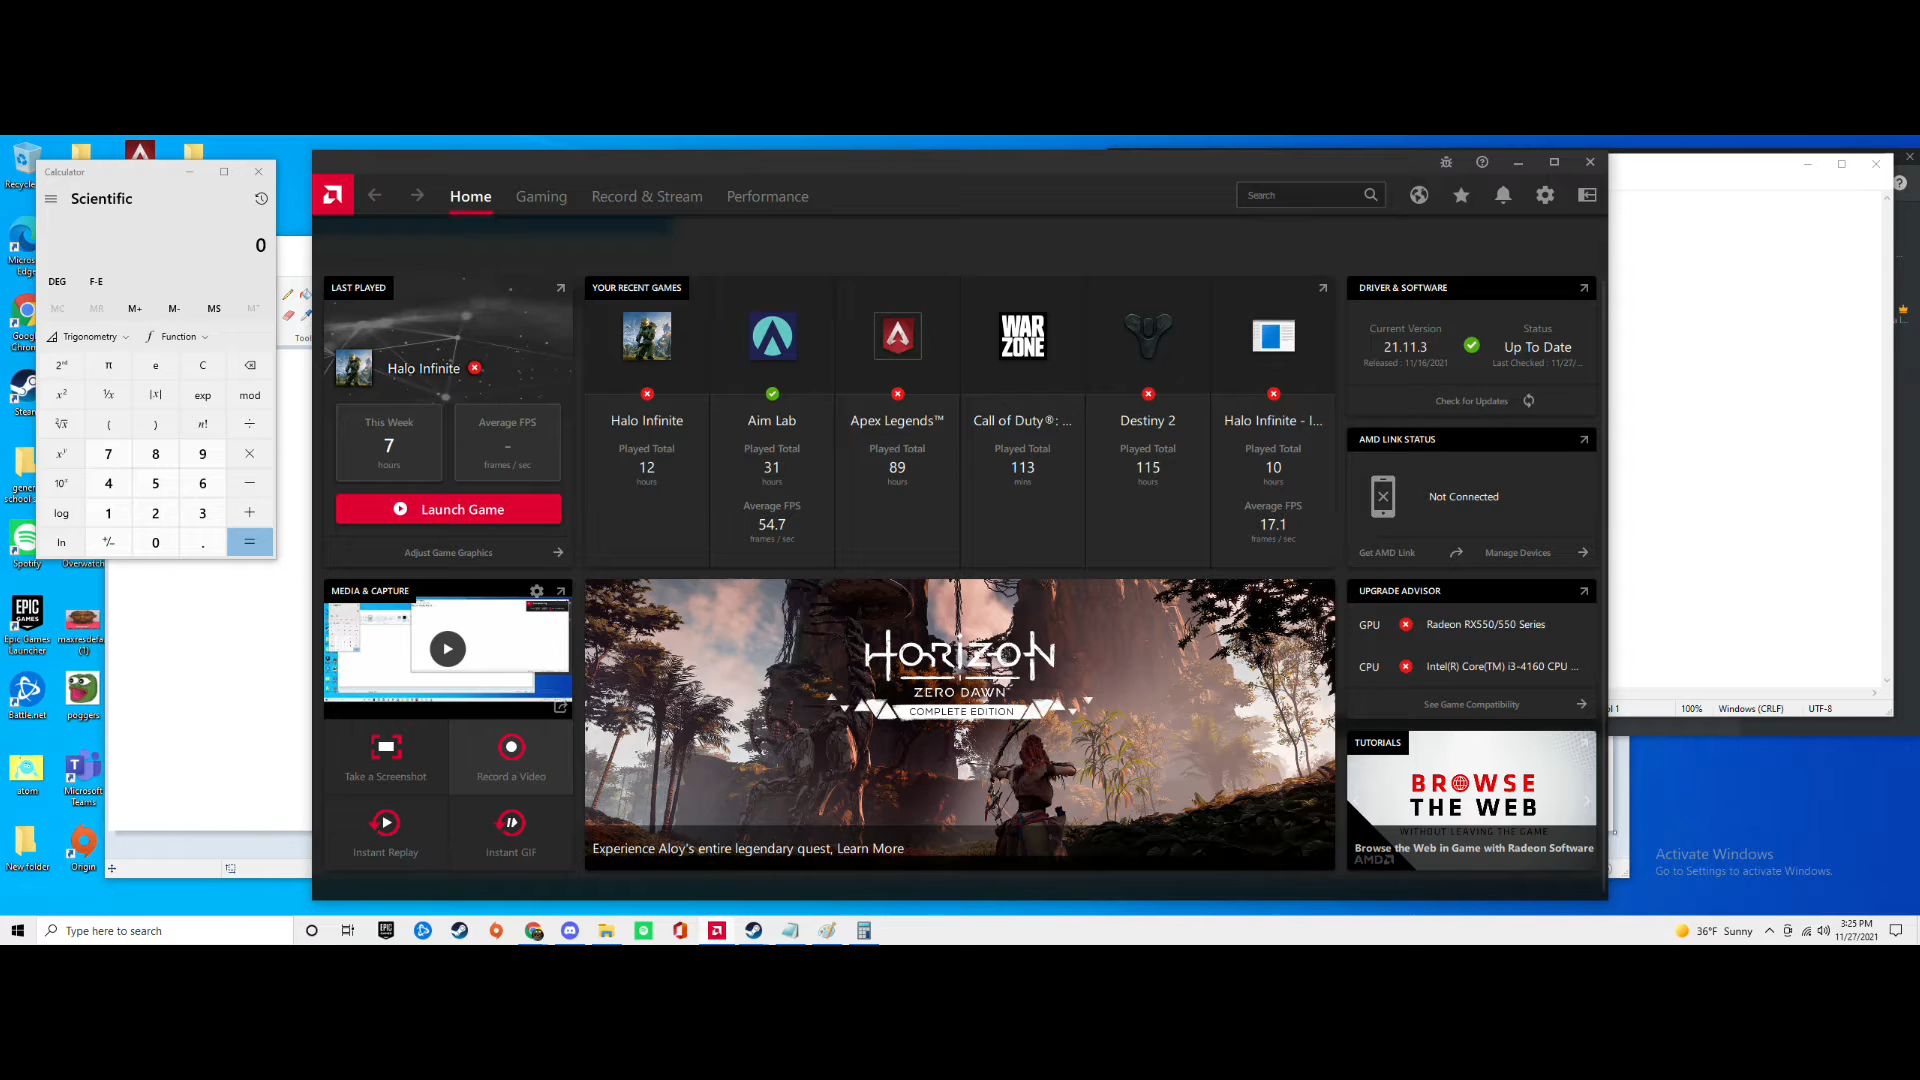 Recycle
Calculator
Scientific
0
DEG F-E
MC MR M+ M- MS M
Trigonometry Function
2nd π e C
x² ¹/x |x| exp mod
²√x ( ) n! ÷
xʸ 7 8 9 ×
10ˣ 4 5 6 −
log 1 2 3 +
ln +/− 0 . =
Edge
Steam
Spotify
Overwatch
EPIC GAMES
Epic Games
Launcher
maxresdefa...
(1)
Battle.net
poggers
atom
Microsoft
Teams
New folder
Origin
Home Gaming Record & Stream Performance
Search
LAST PLAYED
Halo Infinite
This Week
7
hours
Average FPS
-
frames / sec
Launch Game
Adjust Game Graphics
YOUR RECENT GAMES
WAR
ZONE
Halo Infinite
Played Total
12
hours
Aim Lab
Played Total
31
hours
Average FPS
54.7
frames / sec
Apex Legends™
Played Total
89
hours
Call of Duty®: ...
Played Total
113
mins
Destiny 2
Played Total
115
hours
Halo Infinite - I...
Played Total
10
hours
Average FPS
17.1
frames / sec
DRIVER & SOFTWARE
Current Version
21.11.3
Released : 11/16/2021
Status
Up To Date
Last Checked : 11/27/...
Check for Updates
AMD LINK STATUS
Not Connected
Get AMD Link Manage Devices
MEDIA & CAPTURE
Take a Screenshot
Record a Video
Instant Replay
Instant GIF
HORIZON
ZERO DAWN
COMPLETE EDITION
Experience Aloy's entire legendary quest, Learn More
UPGRADE ADVISOR
GPU Radeon RX550/550 Series
CPU Intel(R) Core(TM) i3-4160 CPU ...
See Game Compatibility
TUTORIALS
BROWSE
THE WEB
WITHOUT LEAVING THE GAME
Browse the Web in Game with Radeon Software
AMD
100% Windows (CRLF) UTF-8
Activate Windows
Go to Settings to activate Windows.
Type here to search
36°F Sunny
3:25 PM
11/27/2021